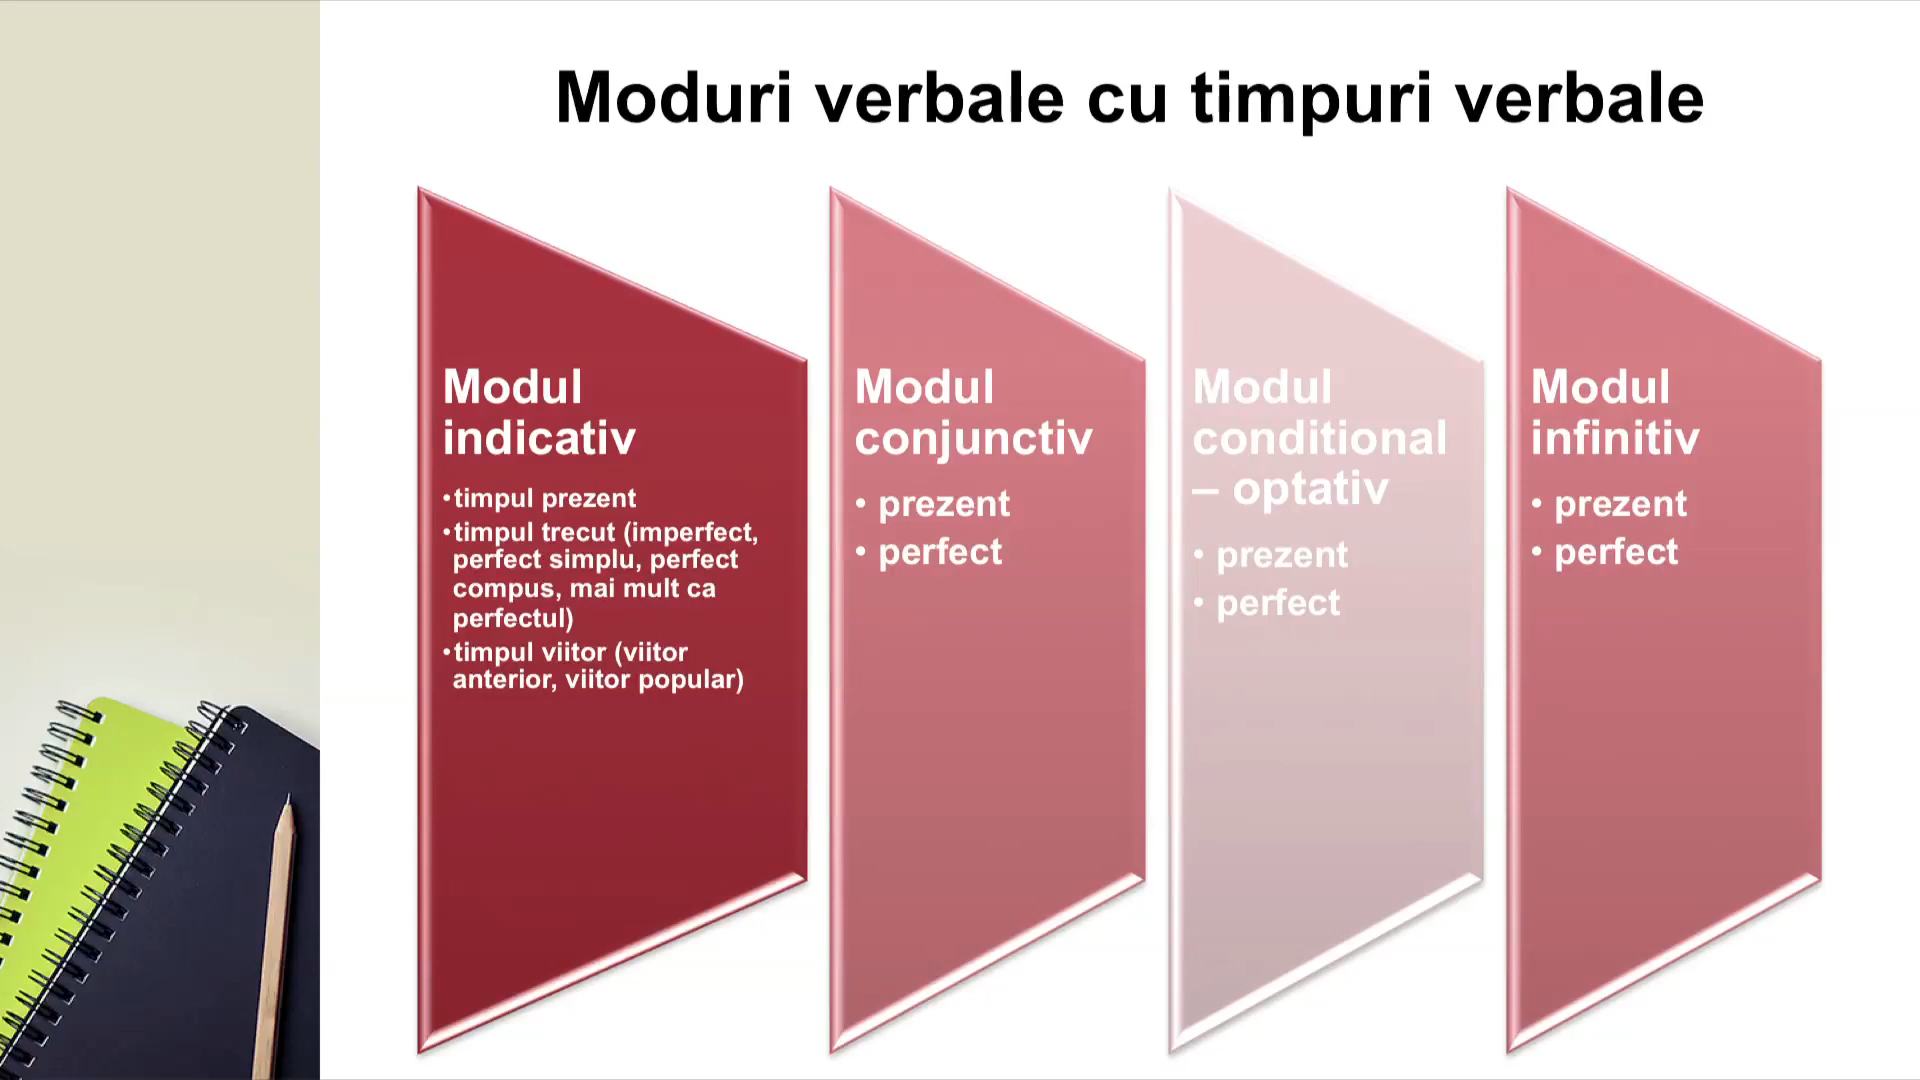 Moduri verbale cu timpuri verbale
Modul
indicativ
•timpul prezent
•timpul trecut (imperfect,
perfect simplu, perfect
compus, mai mult ca
perfectul)
•timpul viitor (viitor
anterior, viitor popular)
Modul
conjunctiv
• prezent
• perfect
Modul
conditional
– optativ
• prezent
• perfect
Modul
infinitiv
• prezent
• perfect